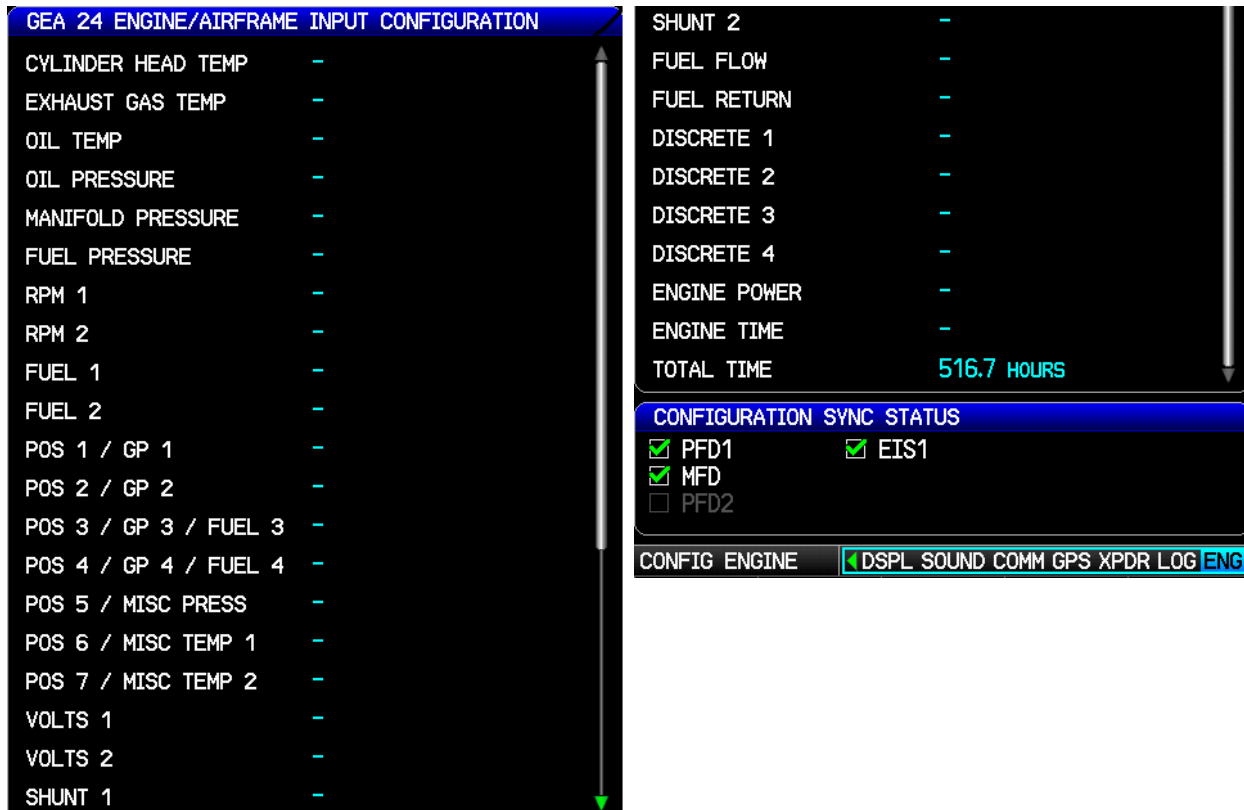 GEA 24 ENGINE/AIRFRAME INPUT CONFIGURATION
CYLINDER HEAD TEMP –
EXHAUST GAS TEMP –
OIL TEMP –
OIL PRESSURE –
MANIFOLD PRESSURE –
FUEL PRESSURE –
RPM 1 –
RPM 2 –
FUEL 1 –
FUEL 2 –
POS 1 / GP 1 –
POS 2 / GP 2 –
POS 3 / GP 3 / FUEL 3 –
POS 4 / GP 4 / FUEL 4 –
POS 5 / MISC PRESS –
POS 6 / MISC TEMP 1 –
POS 7 / MISC TEMP 2 –
VOLTS 1 –
VOLTS 2 –
SHUNT 1 –
SHUNT 2 –
FUEL FLOW –
FUEL RETURN –
DISCRETE 1 –
DISCRETE 2 –
DISCRETE 3 –
DISCRETE 4 –
ENGINE POWER –
ENGINE TIME –
TOTAL TIME 516.7 HOURS
CONFIGURATION SYNC STATUS
PFD1 EIS1
MFD
PFD2
CONFIG ENGINE DSPL SOUND COMM GPS XPDR LOG ENG